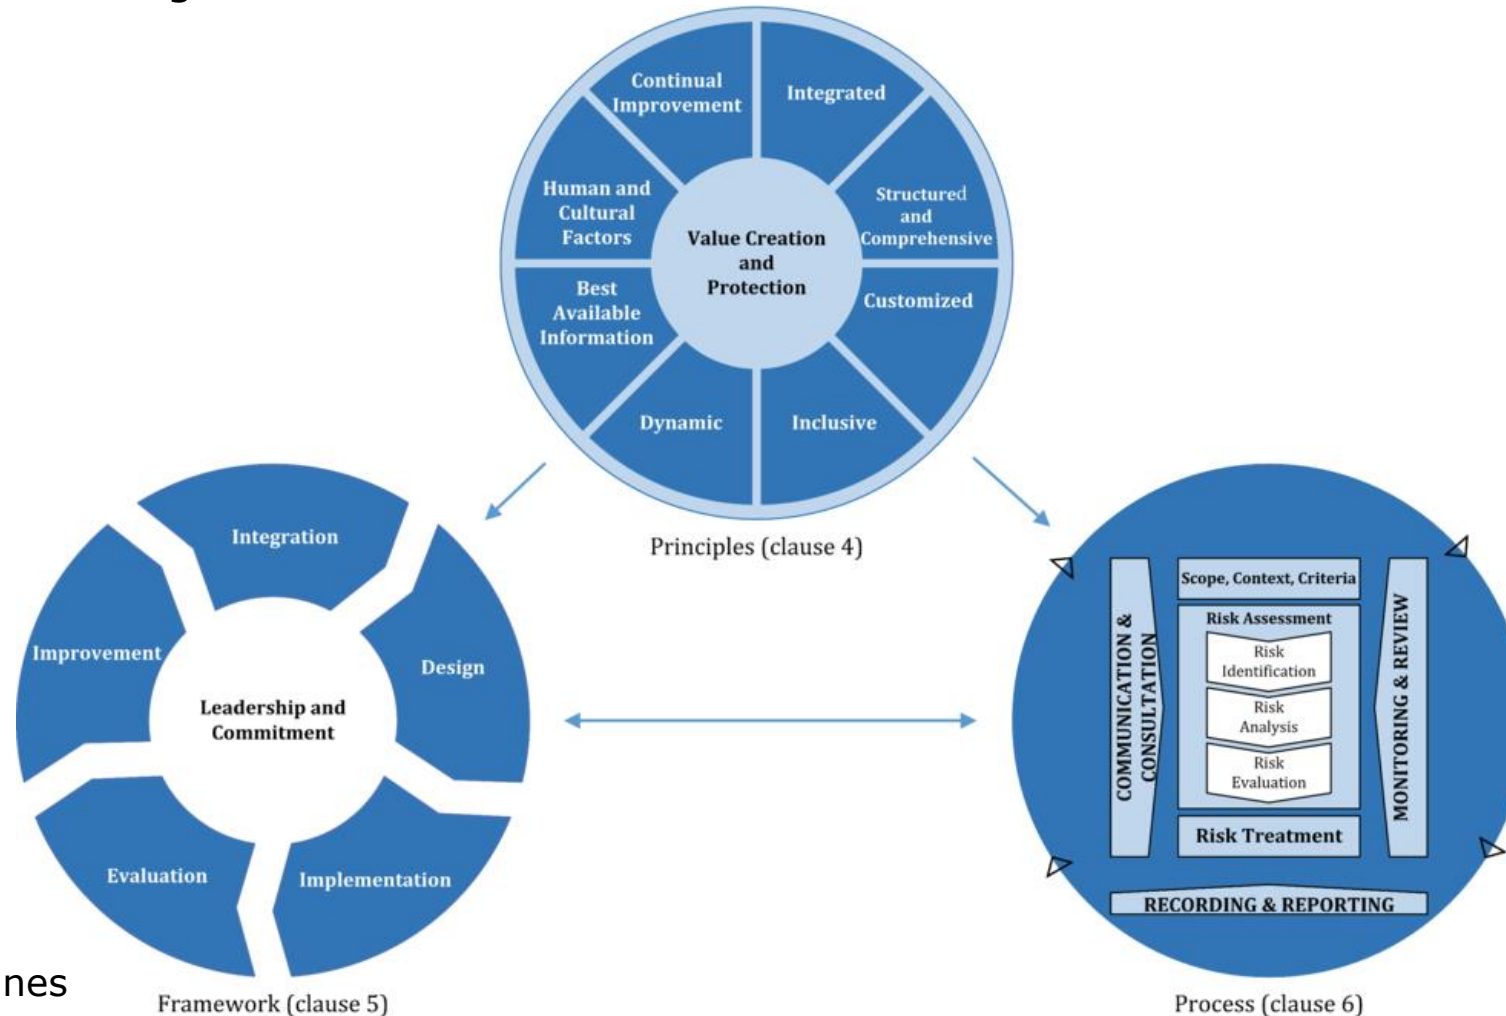 Continual
Improvement
Integrated
Human and
Cultural
Factors
Structured
and
Comprehensive
Value Creation
and
Protection
Best
Available
Information
Customized
Dynamic
Inclusive
Principles (clause 4)
Integration
Improvement
Design
Leadership and
Commitment
Evaluation
Implementation
nes
Framework (clause 5)
Scope, Context, Criteria
Risk Assessment
Risk
Identification
Risk
Analysis
Risk
Evaluation
Risk Treatment
COMMUNICATION &
CONSULTATION
MONITORING & REVIEW
RECORDING & REPORTING
Process (clause 6)